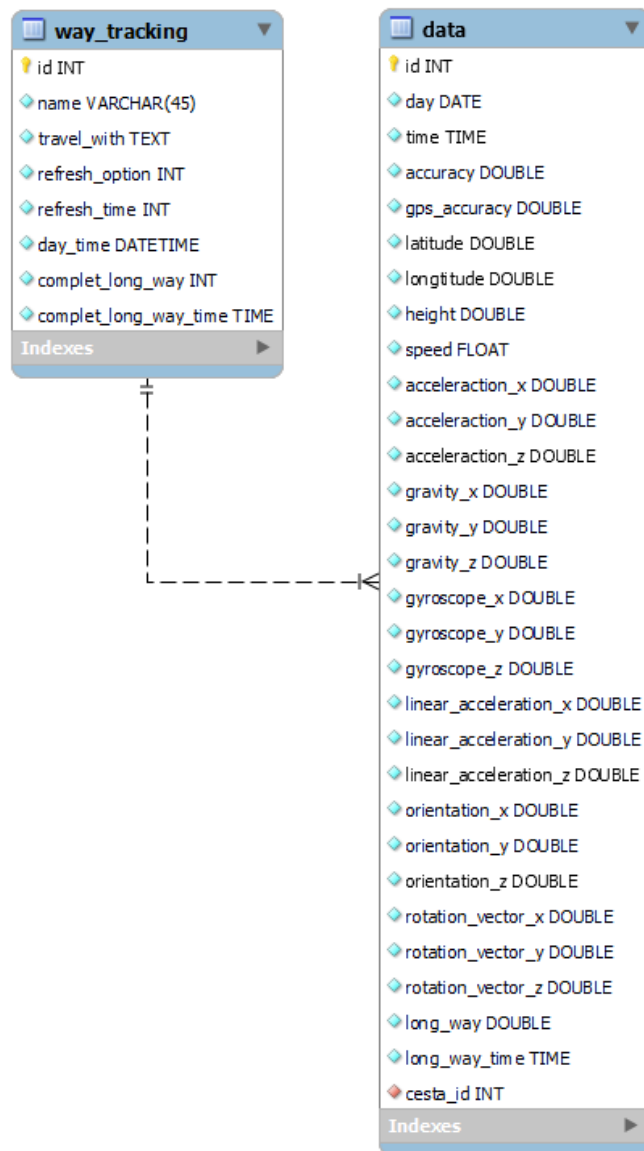 way_tracking
id INT
name VARCHAR(45)
travel_with TEXT
refresh_option INT
refresh_time INT
day_time DATETIME
complet_long_way INT
complet_long_way_time TIME
Indexes
data
id INT
day DATE
time TIME
accuracy DOUBLE
gps_accuracy DOUBLE
latitude DOUBLE
longtitude DOUBLE
height DOUBLE
speed FLOAT
acceleraction_x DOUBLE
acceleraction_y DOUBLE
acceleraction_z DOUBLE
gravity_x DOUBLE
gravity_y DOUBLE
gravity_z DOUBLE
gyroscope_x DOUBLE
gyroscope_y DOUBLE
gyroscope_z DOUBLE
linear_acceleration_x DOUBLE
linear_acceleration_y DOUBLE
linear_acceleration_z DOUBLE
orientation_x DOUBLE
orientation_y DOUBLE
orientation_z DOUBLE
rotation_vector_x DOUBLE
rotation_vector_y DOUBLE
rotation_vector_z DOUBLE
long_way DOUBLE
long_way_time TIME
cesta_id INT
Indexes